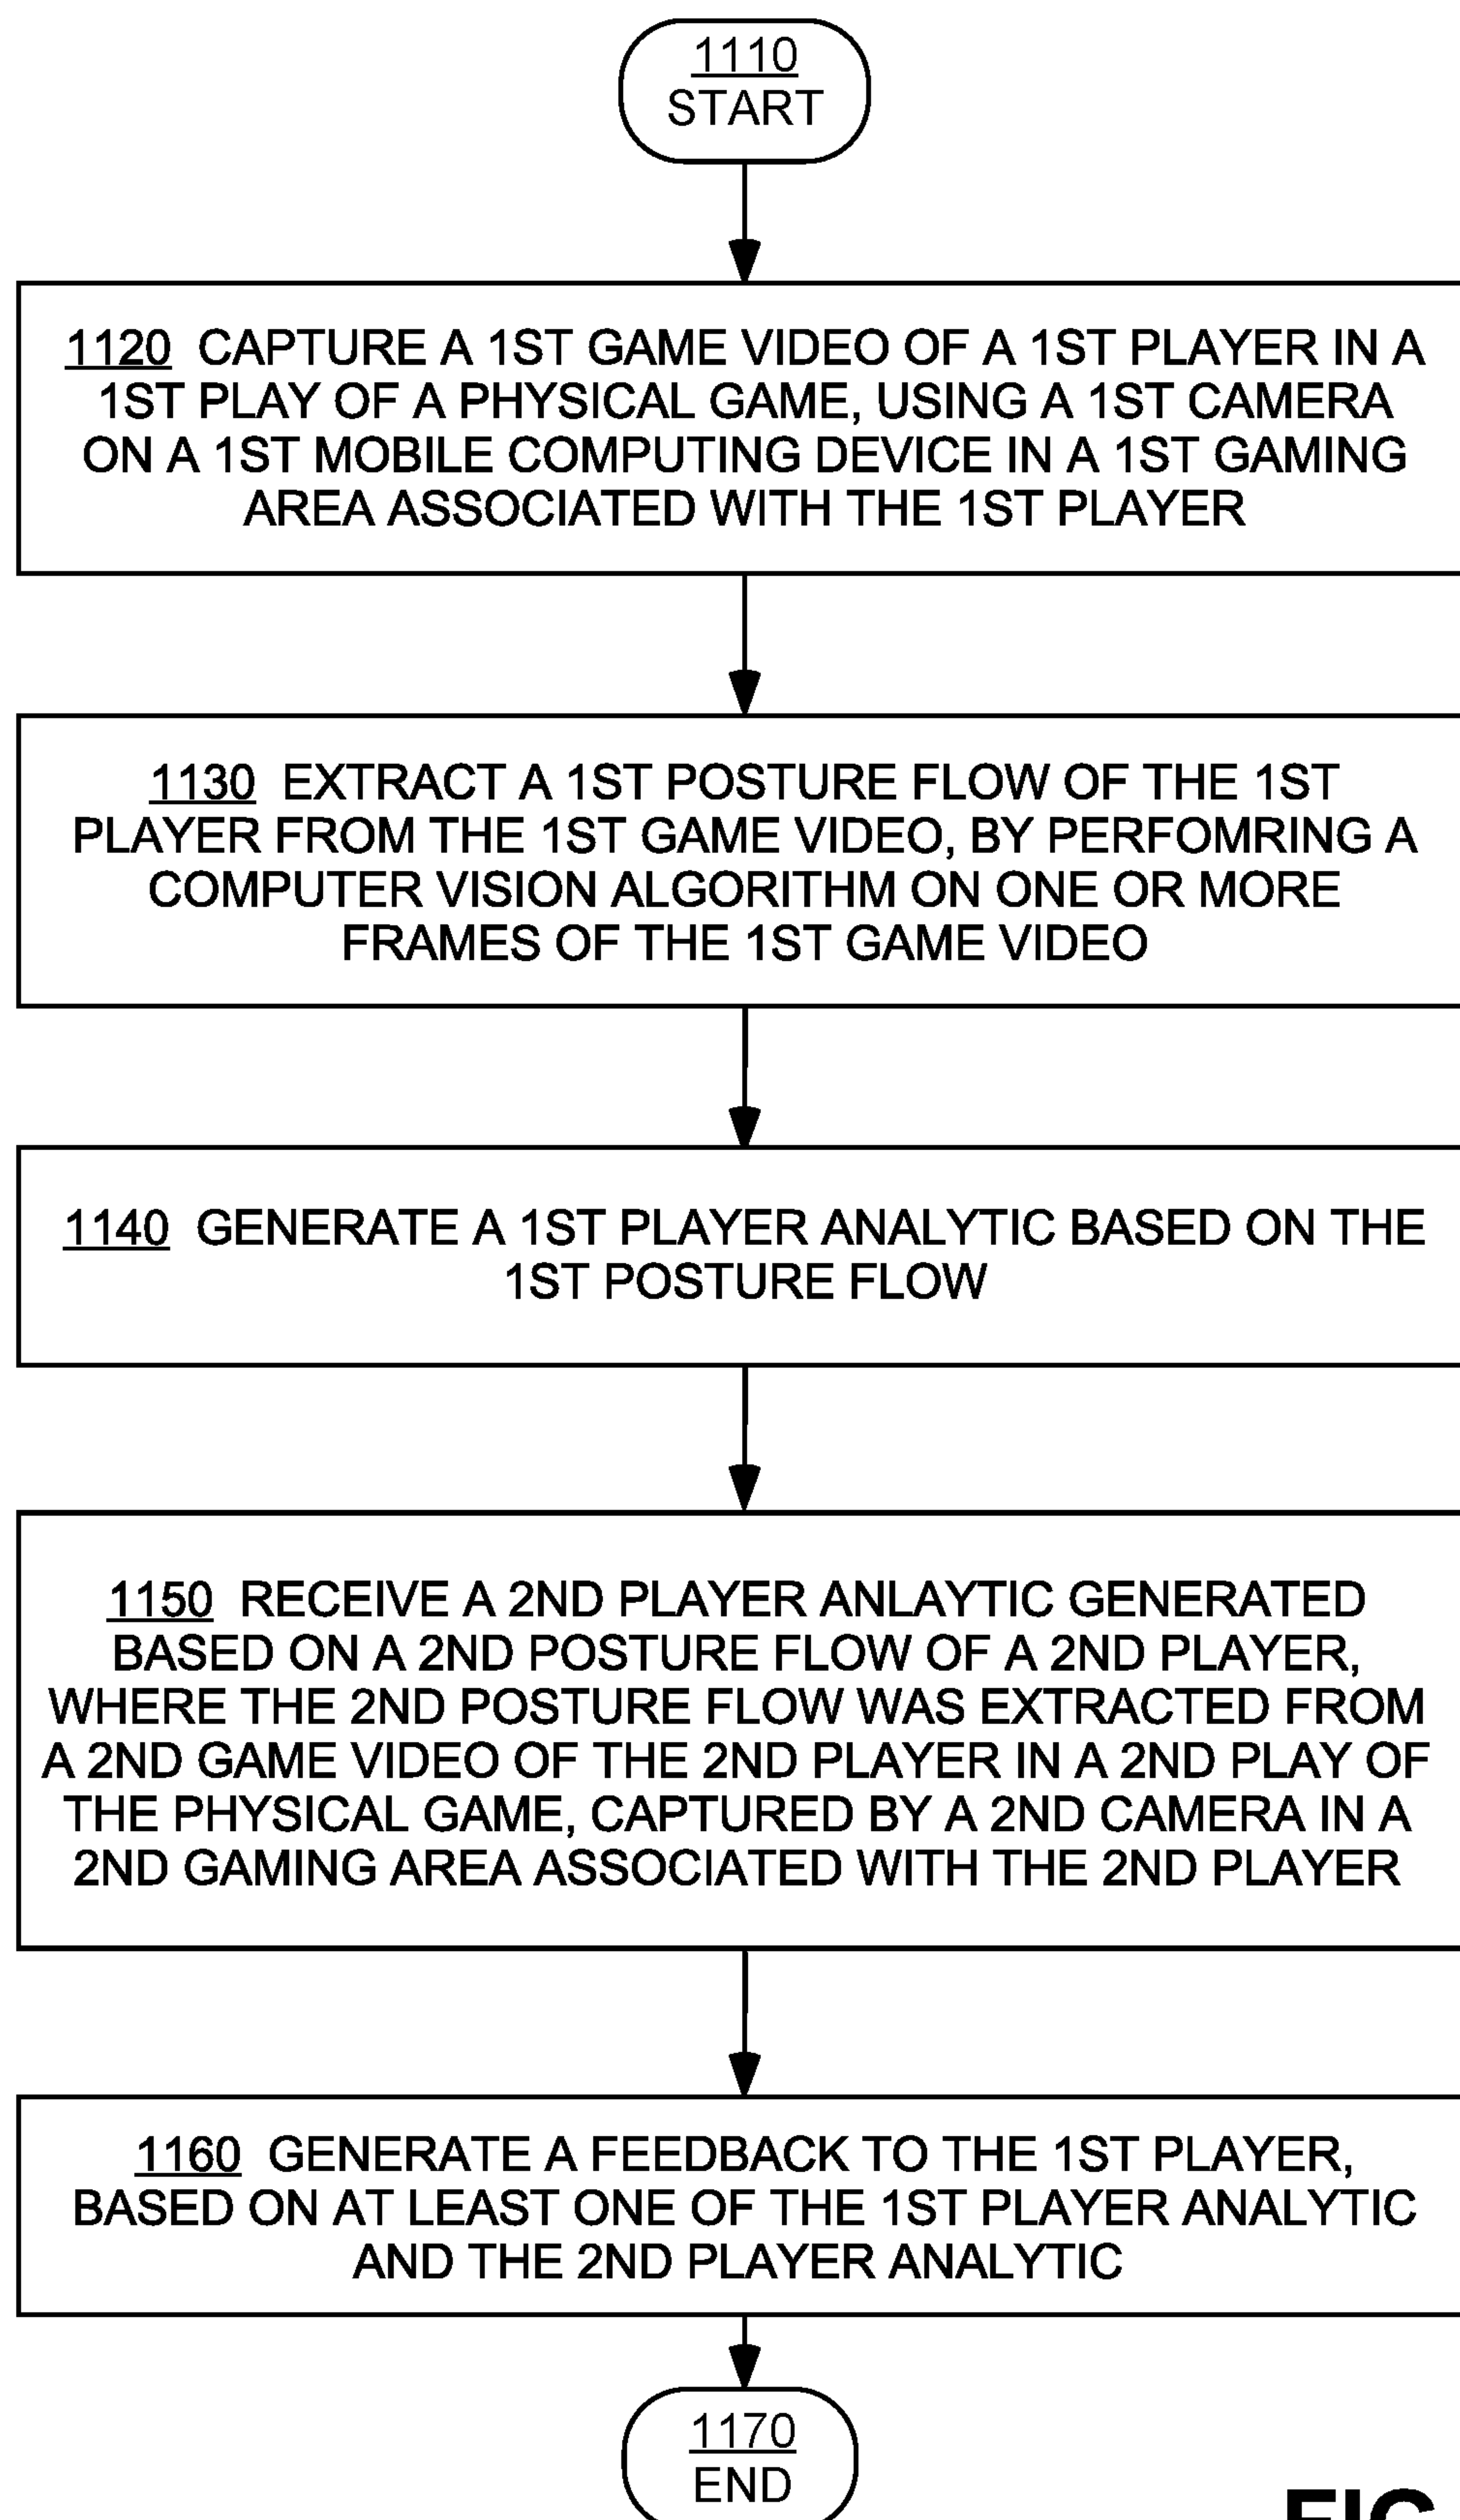 1110
START
1120 CAPTURE A 1ST GAME VIDEO OF A 1ST PLAYER IN A
1ST PLAY OF A PHYSICAL GAME, USING A 1ST CAMERA
ON A 1ST MOBILE COMPUTING DEVICE IN A 1ST GAMING
AREA ASSOCIATED WITH THE 1ST PLAYER
1130 EXTRACT A 1ST POSTURE FLOW OF THE 1ST
PLAYER FROM THE 1ST GAME VIDEO, BY PERFOMRING A
COMPUTER VISION ALGORITHM ON ONE OR MORE
FRAMES OF THE 1ST GAME VIDEO
1140 GENERATE A 1ST PLAYER ANALYTIC BASED ON THE
1ST POSTURE FLOW
1150 RECEIVE A 2ND PLAYER ANLAYTIC GENERATED
BASED ON A 2ND POSTURE FLOW OF A 2ND PLAYER,
WHERE THE 2ND POSTURE FLOW WAS EXTRACTED FROM
A 2ND GAME VIDEO OF THE 2ND PLAYER IN A 2ND PLAY OF
THE PHYSICAL GAME, CAPTURED BY A 2ND CAMERA IN A
2ND GAMING AREA ASSOCIATED WITH THE 2ND PLAYER
1160 GENERATE A FEEDBACK TO THE 1ST PLAYER,
BASED ON AT LEAST ONE OF THE 1ST PLAYER ANALYTIC
AND THE 2ND PLAYER ANALYTIC
1170
END